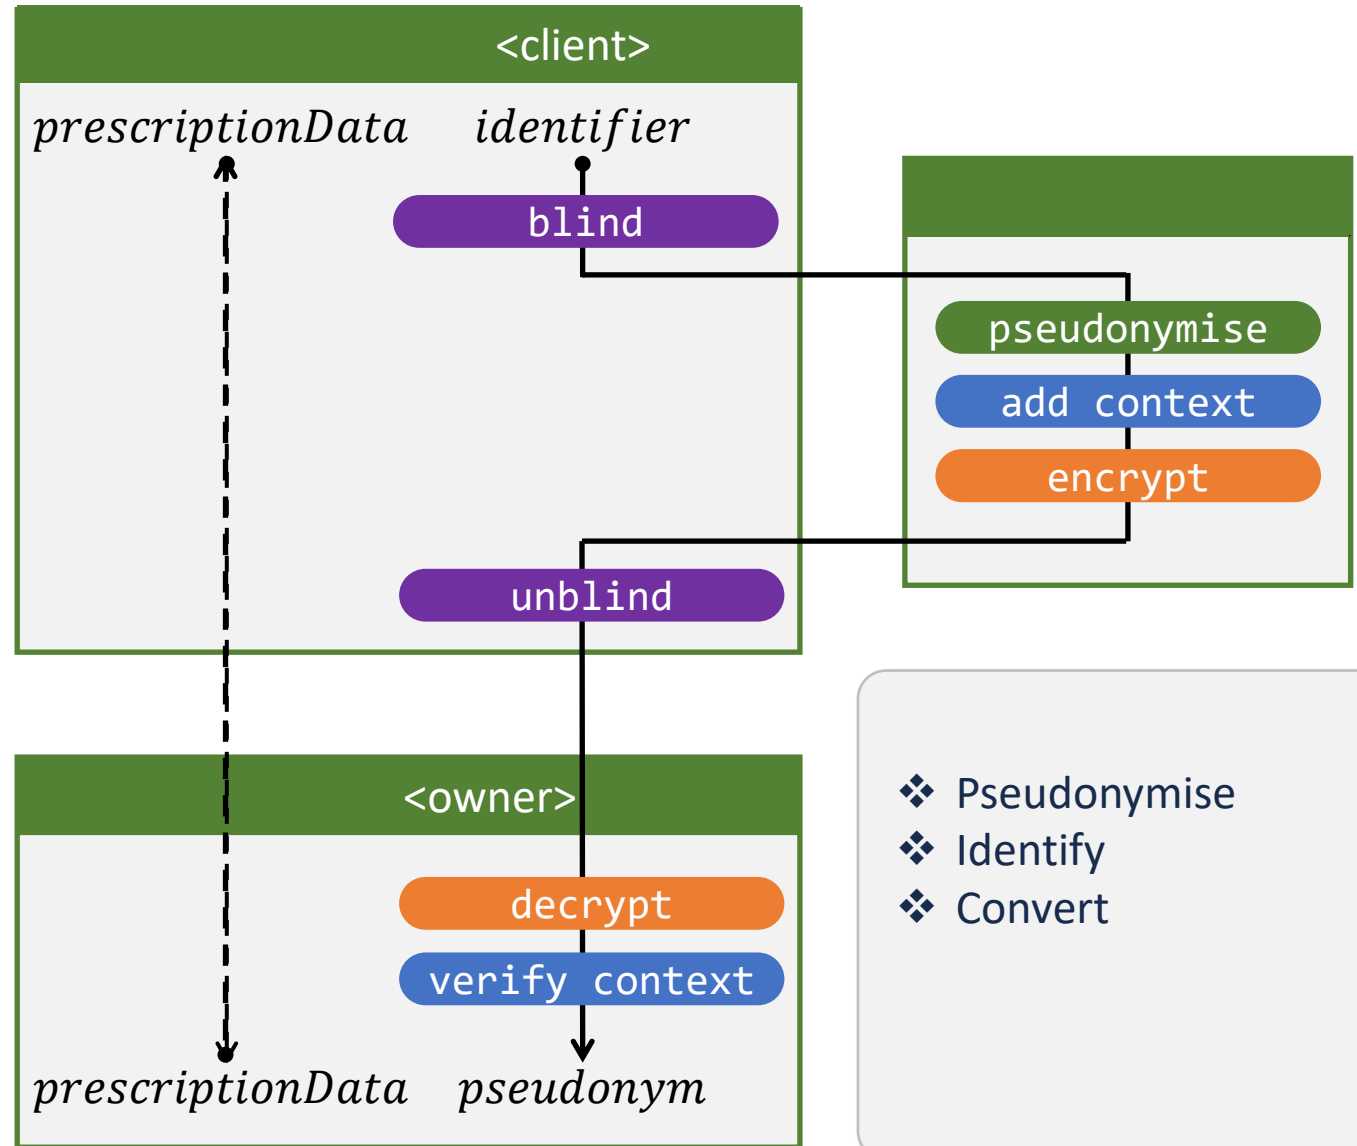 <client>
prescriptionData identifier
blind
pseudonymise
add context
encrypt
unblind
<owner>
decrypt
verify context
prescriptionData pseudonym
❖ Pseudonymise
❖ Identify
❖ Convert